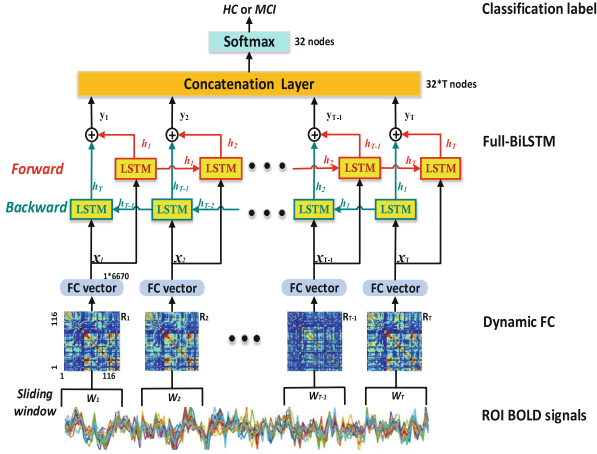 HC or MCI
Classification label
Softmax
32 nodes
Concatenation Layer
32*T nodes
y1 y2 yT-1 yT
Full-BiLSTM
h1 h2 hT-1 hT
Forward LSTM h1 LSTM h2 LSTM hT LSTM
hT hT-1 h2 h1
Backward LSTM hT-1 LSTM hT-2 LSTM h1 LSTM
x1 x2 xT-1 xT
1*6670
FC vector FC vector FC vector FC vector
116 R1 R2 RT-1 RT
Dynamic FC
1
1 116
Sliding window
W1 W2 WT-1 WT
ROI BOLD signals